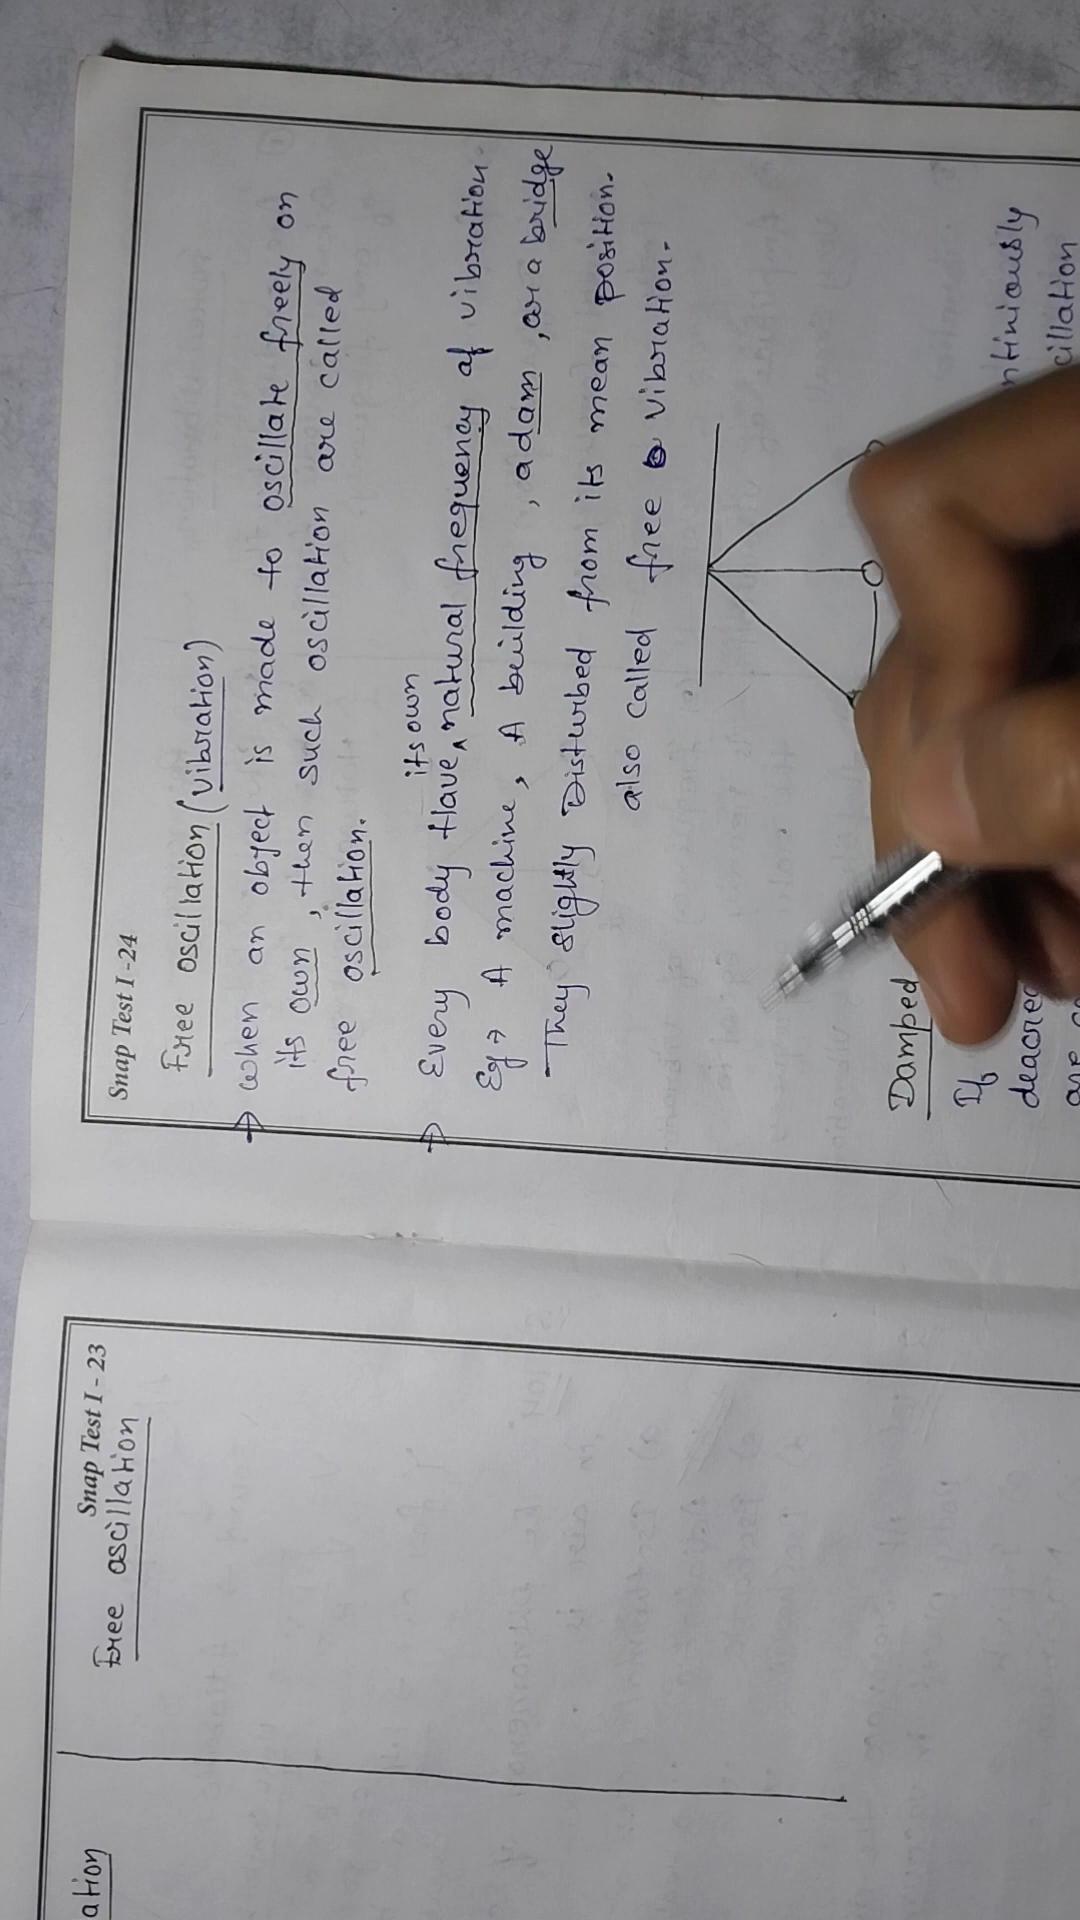 Snap Test I - 24
Free oscillation (vibration)
→ when an object is made to oscillate freely on
its own, then such oscillation are called
free oscillation.
its own
→ Every body Have ^ natural frequency of vibration.
Eg → A machine, A building, a dam, or a bridge
They slightly Disturbed from its mean position.
also called free vibration.
Damped
If ntiniously
deacre cillation
are
Snap Test I - 23
Free oscillation
ation